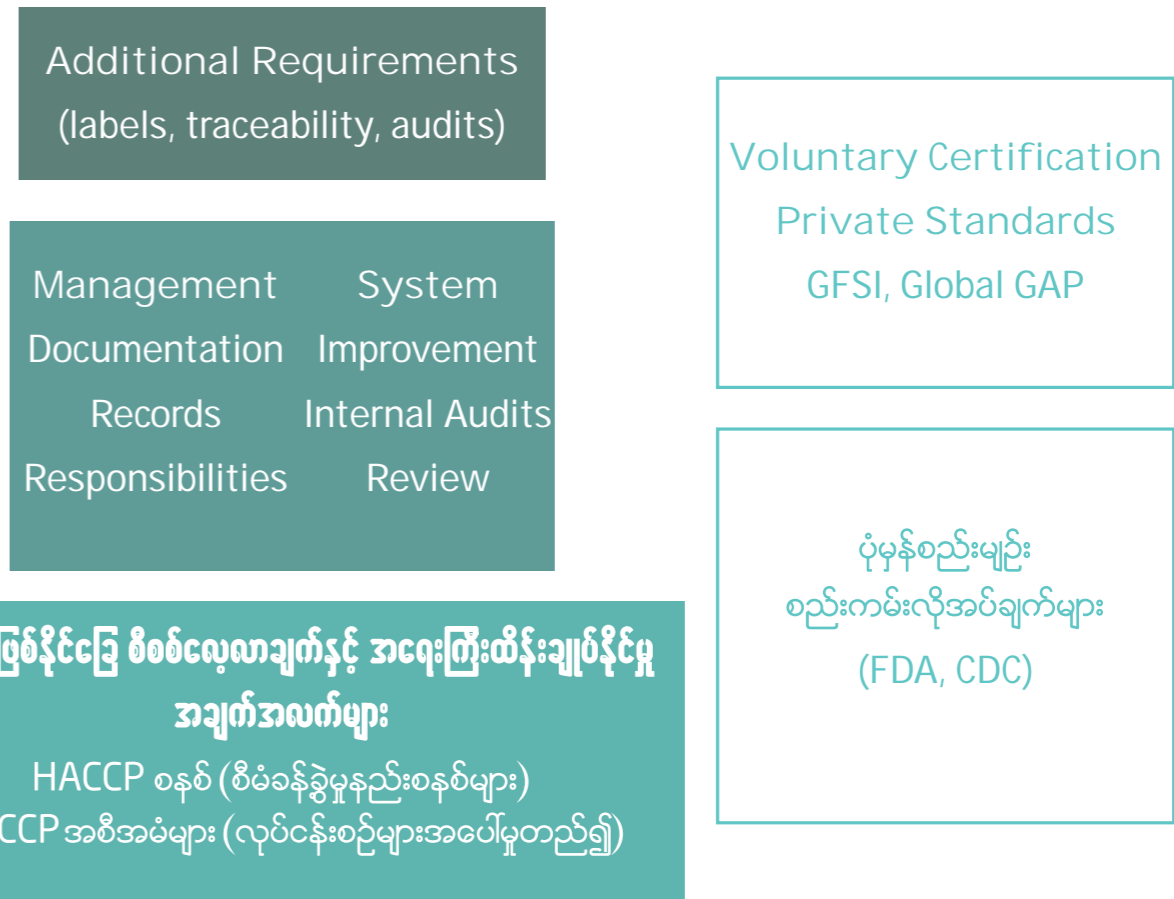 Additional Requirements
(labels, traceability, audits)
Management System
Documentation Improvement
Records Internal Audits
Responsibilities Review
ဖြစ်နိုင်ခြေ စီစစ်လေ့လာချက်နှင့် အရေးကြီးထိန်းချုပ်နိုင်မှု
အချက်အလက်များ
HACCP စနစ် (စီမံခန့်ခွဲမှုနည်းစနစ်များ)
CCP အစီအမံများ (လုပ်ငန်းစဉ်များအပေါ်မူတည်၍)
Voluntary Certification
Private Standards
GFSI, Global GAP
ပုံမှန်စည်းမျဉ်း
စည်းကမ်းလိုအပ်ချက်များ
(FDA, CDC)